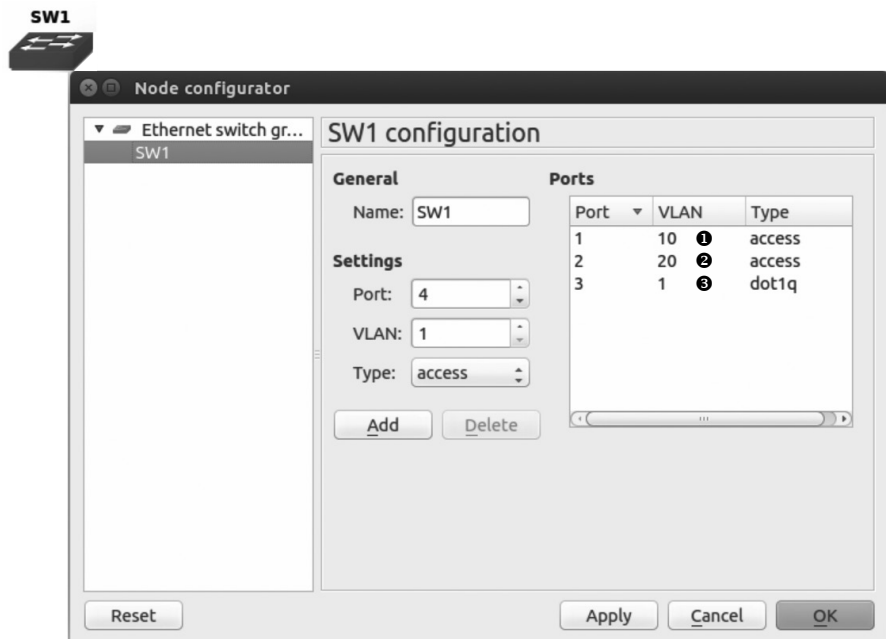 SW1
Node configurator
Ethernet switch gr...
SW1
SW1 configuration
General
Name: SW1
Settings
Port: 4
VLAN: 1
Type: access
Add Delete
Ports
Port VLAN Type
1 10 ❶ access
2 20 ❷ access
3 1 ❸ dot1q
Reset Apply Cancel OK